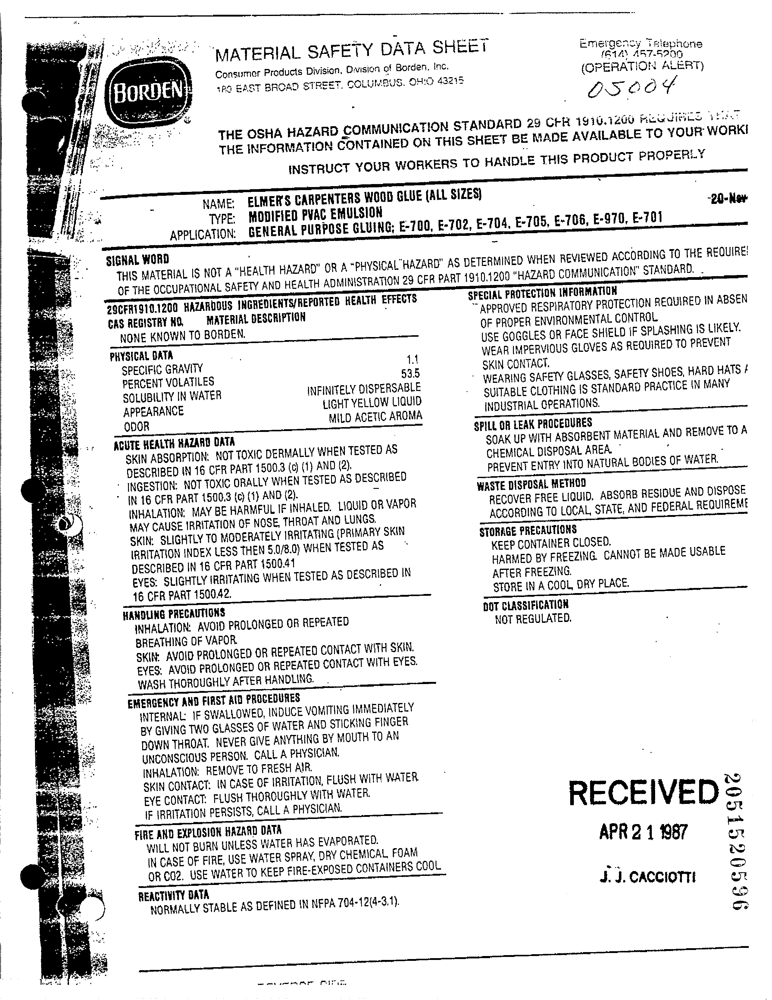 BORDEN
MATERIAL SAFETY DATA SHEET
Consumer Products Division, Division of Borden, Inc.
180 EAST BROAD STREET, COLUMBUS, OHIO 43215
Emergency Telephone
(614) 457-5200
(OPERATION ALERT)
05004
THE OSHA HAZARD COMMUNICATION STANDARD 29 CFR 1910.1200 REQUIRES THAT
THE INFORMATION CONTAINED ON THIS SHEET BE MADE AVAILABLE TO YOUR WORK
INSTRUCT YOUR WORKERS TO HANDLE THIS PRODUCT PROPERLY
NAME: ELMER'S CARPENTERS WOOD GLUE (ALL SIZES)
20-Nov
TYPE: MODIFIED PVAC EMULSION
APPLICATION: GENERAL PURPOSE GLUING; E-700, E-702, E-704, E-705, E-706, E-970, E-701
SIGNAL WORD
THIS MATERIAL IS NOT A "HEALTH HAZARD" OR A "PHYSICAL HAZARD" AS DETERMINED WHEN REVIEWED ACCORDING TO THE REQUIRE
OF THE OCCUPATIONAL SAFETY AND HEALTH ADMINISTRATION 29 CFR PART 1910.1200 "HAZARD COMMUNICATION" STANDARD.
29CFR1910.1200 HAZARDOUS INGREDIENTS/REPORTED HEALTH EFFECTS
CAS REGISTRY NO. MATERIAL DESCRIPTION
NONE KNOWN TO BORDEN.
PHYSICAL DATA
SPECIFIC GRAVITY 1.1
PERCENT VOLATILES 53.5
SOLUBILITY IN WATER INFINITELY DISPERSABLE
APPEARANCE LIGHT YELLOW LIQUID
ODOR MILD ACETIC AROMA
ACUTE HEALTH HAZARD DATA
SKIN ABSORPTION: NOT TOXIC DERMALLY WHEN TESTED AS
DESCRIBED IN 16 CFR PART 1500.3 (c) (1) AND (2).
INGESTION: NOT TOXIC ORALLY WHEN TESTED AS DESCRIBED
IN 16 CFR PART 1500.3 (c) (1) AND (2).
INHALATION: MAY BE HARMFUL IF INHALED. LIQUID OR VAPOR
MAY CAUSE IRRITATION OF NOSE, THROAT AND LUNGS.
SKIN: SLIGHTLY TO MODERATELY IRRITATING (PRIMARY SKIN
IRRITATION INDEX LESS THEN 5.0/8.0) WHEN TESTED AS
DESCRIBED IN 16 CFR PART 1500.41
EYES: SLIGHTLY IRRITATING WHEN TESTED AS DESCRIBED IN
16 CFR PART 1500.42.
HANDLING PRECAUTIONS
INHALATION: AVOID PROLONGED OR REPEATED
BREATHING OF VAPOR.
SKIN: AVOID PROLONGED OR REPEATED CONTACT WITH SKIN.
EYES: AVOID PROLONGED OR REPEATED CONTACT WITH EYES.
WASH THOROUGHLY AFTER HANDLING.
EMERGENCY AND FIRST AID PROCEDURES
INTERNAL: IF SWALLOWED, INDUCE VOMITING IMMEDIATELY
BY GIVING TWO GLASSES OF WATER AND STICKING FINGER
DOWN THROAT. NEVER GIVE ANYTHING BY MOUTH TO AN
UNCONSCIOUS PERSON. CALL A PHYSICIAN.
INHALATION: REMOVE TO FRESH AIR.
SKIN CONTACT: IN CASE OF IRRITATION, FLUSH WITH WATER.
EYE CONTACT: FLUSH THOROUGHLY WITH WATER.
IF IRRITATION PERSISTS, CALL A PHYSICIAN.
FIRE AND EXPLOSION HAZARD DATA
WILL NOT BURN UNLESS WATER HAS EVAPORATED.
IN CASE OF FIRE, USE WATER SPRAY, DRY CHEMICAL, FOAM
OR CO2. USE WATER TO KEEP FIRE-EXPOSED CONTAINERS COOL
REACTIVITY DATA
NORMALLY STABLE AS DEFINED IN NFPA 704-12(4-3.1).
SPECIAL PROTECTION INFORMATION
APPROVED RESPIRATORY PROTECTION REQUIRED IN ABSEN
OF PROPER ENVIRONMENTAL CONTROL
USE GOGGLES OR FACE SHIELD IF SPLASHING IS LIKELY.
WEAR IMPERVIOUS GLOVES AS REQUIRED TO PREVENT
SKIN CONTACT.
WEARING SAFETY GLASSES, SAFETY SHOES, HARD HATS
SUITABLE CLOTHING IS STANDARD PRACTICE IN MANY
INDUSTRIAL OPERATIONS.
SPILL OR LEAK PROCEDURES
SOAK UP WITH ABSORBENT MATERIAL AND REMOVE TO A
CHEMICAL DISPOSAL AREA.
PREVENT ENTRY INTO NATURAL BODIES OF WATER.
WASTE DISPOSAL METHOD
RECOVER FREE LIQUID. ABSORB RESIDUE AND DISPOSE
ACCORDING TO LOCAL, STATE, AND FEDERAL REQUIREME
STORAGE PRECAUTIONS
KEEP CONTAINER CLOSED.
HARMED BY FREEZING. CANNOT BE MADE USABLE
AFTER FREEZING.
STORE IN A COOL, DRY PLACE.
DOT CLASSIFICATION
NOT REGULATED.
RECEIVED
APR 21 1987
J. J. CACCIOTTI
2051520596